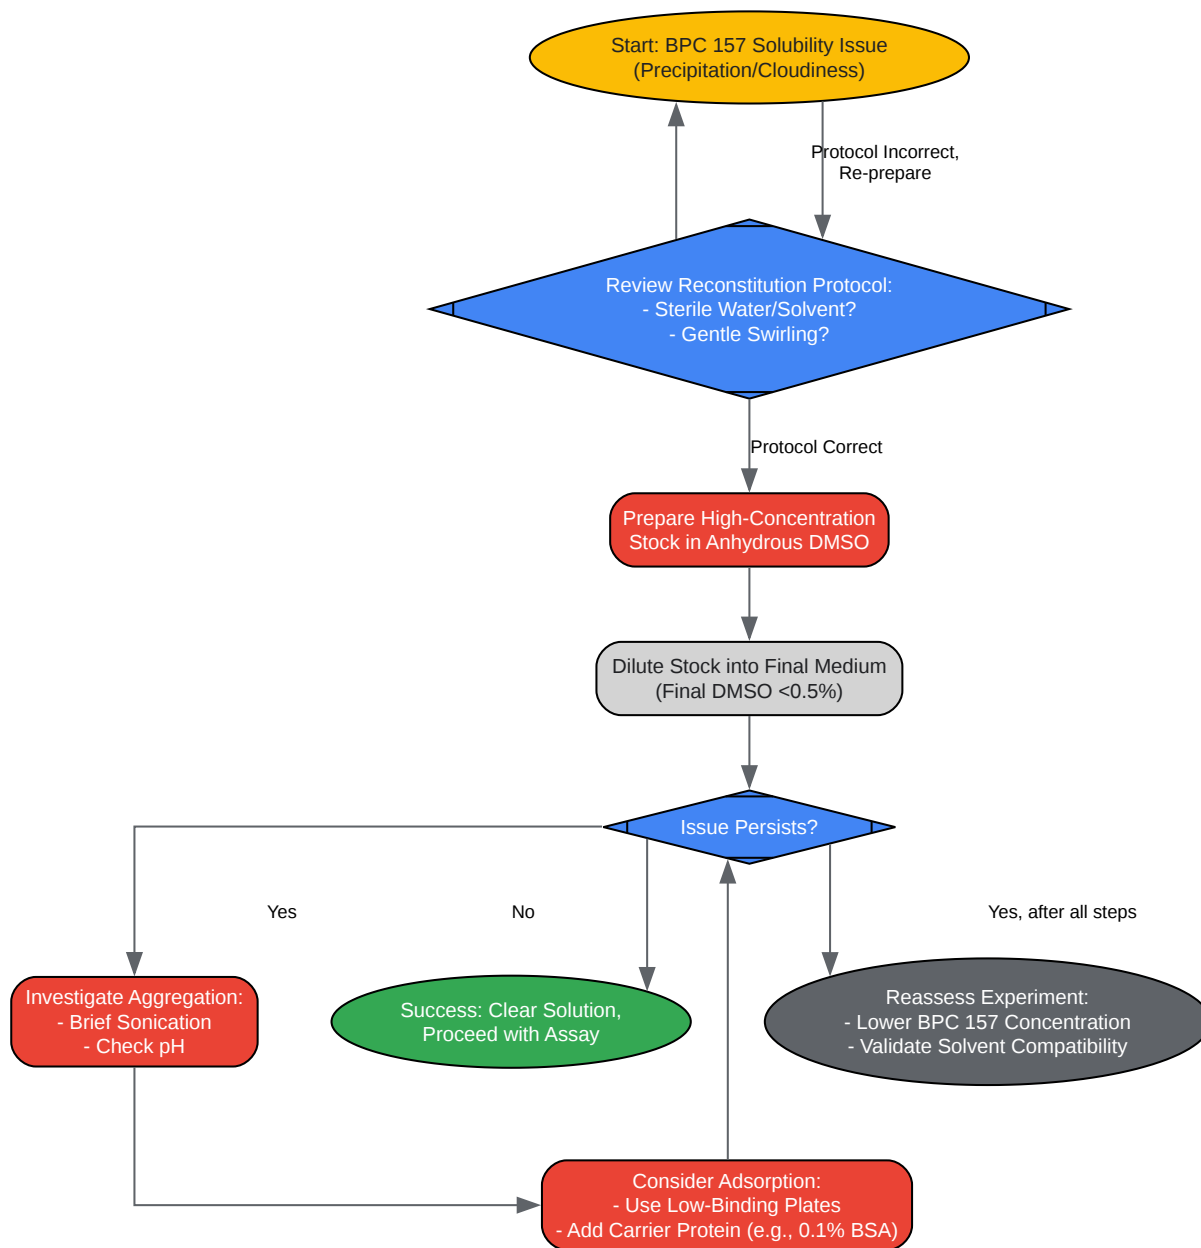 Start: BPC 157 Solubility Issue
(Precipitation/Cloudiness)
Protocol Incorrect,
Re-prepare
Review Reconstitution Protocol:
- Sterile Water/Solvent?
- Gentle Swirling?
Protocol Correct
Prepare High-Concentration
Stock in Anhydrous DMSO
Dilute Stock into Final Medium
(Final DMSO <0.5%)
Issue Persists?
Yes
No
Yes, after all steps
Investigate Aggregation:
- Brief Sonication
- Check pH
Success: Clear Solution,
Proceed with Assay
Reassess Experiment:
- Lower BPC 157 Concentration
- Validate Solvent Compatibility
Consider Adsorption:
- Use Low-Binding Plates
- Add Carrier Protein (e.g., 0.1% BSA)